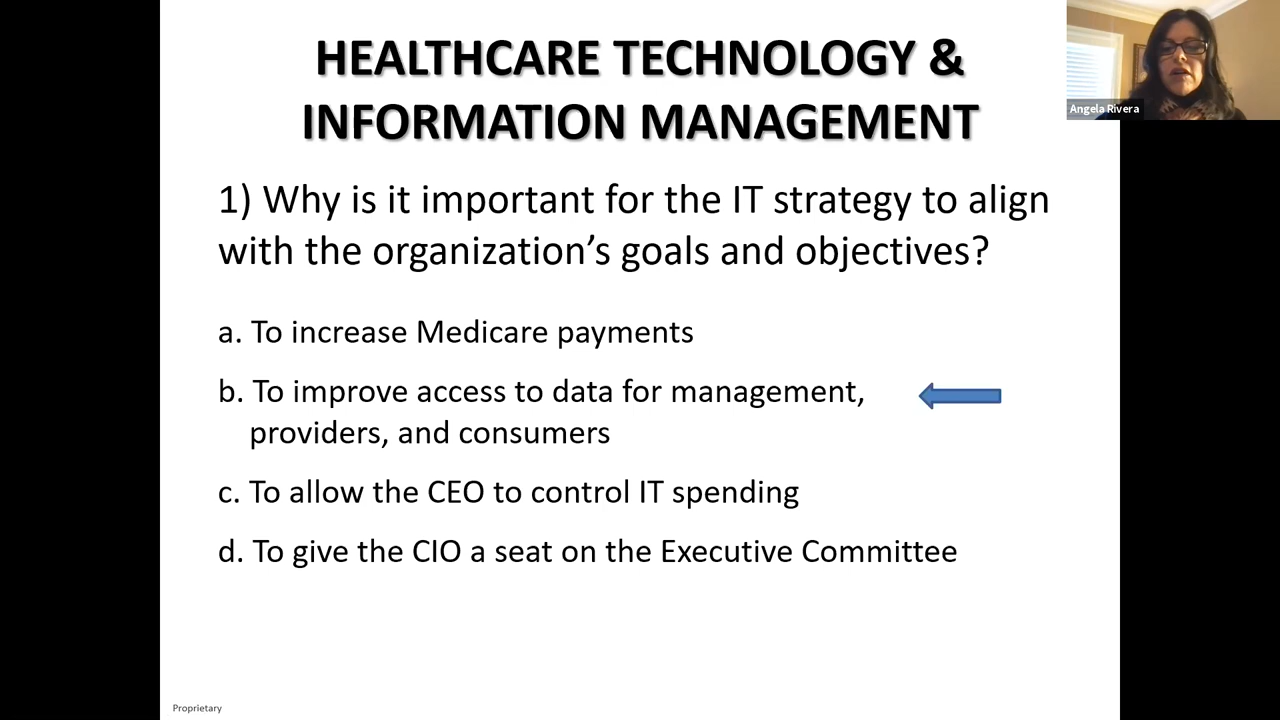 HEALTHCARE TECHNOLOGY &
INFORMATION MANAGEMENT
Angela Rivera
1) Why is it important for the IT strategy to align
with the organization’s goals and objectives?
a. To increase Medicare payments
b. To improve access to data for management,
providers, and consumers
c. To allow the CEO to control IT spending
d. To give the CIO a seat on the Executive Committee
Proprietary